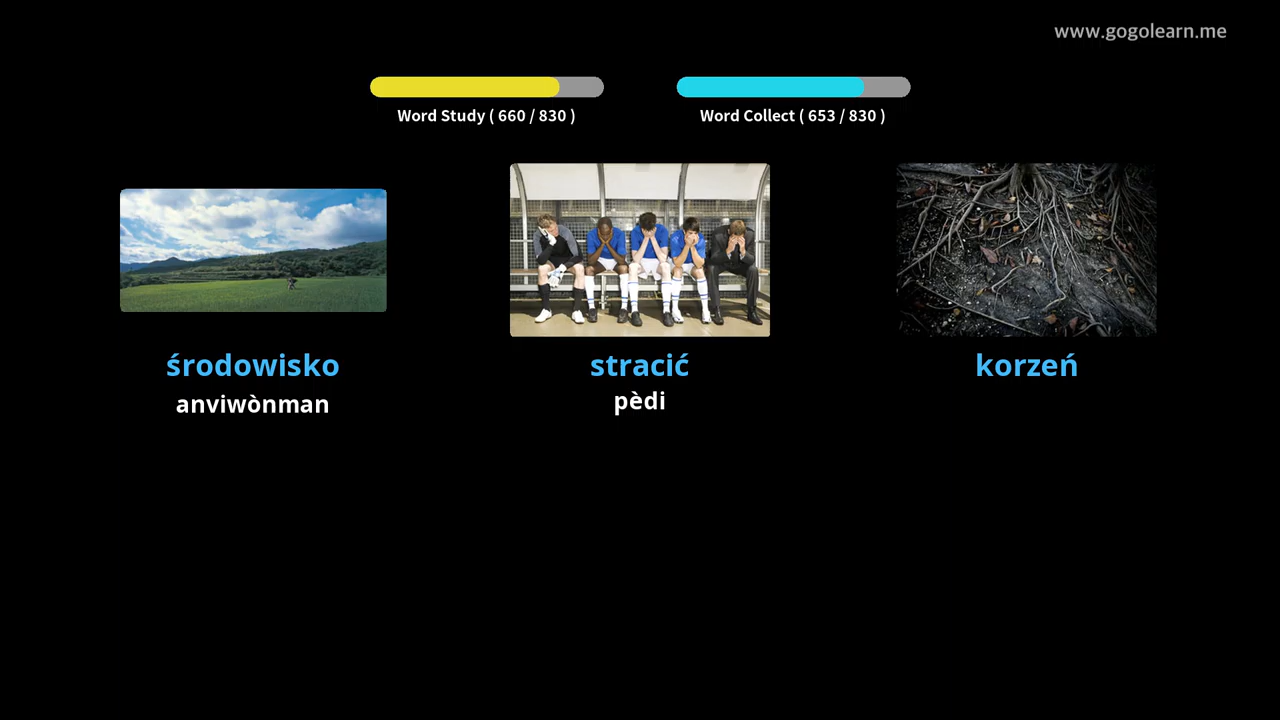 www.gogolearn.me
Word Study ( 660 / 830 )
Word Collect ( 653 / 830 )
środowisko
stracić
korzeń
anviwònman
pèdi